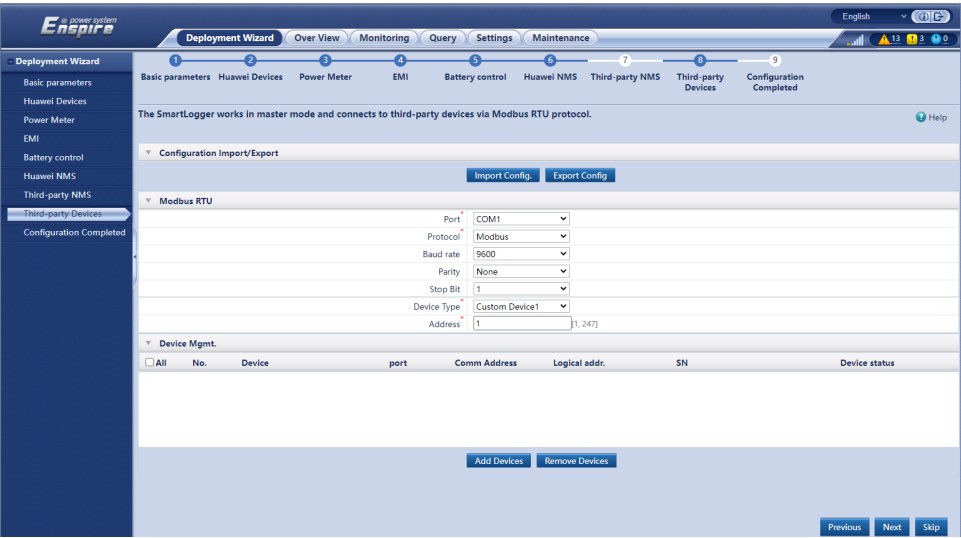 English
e power system
Enspire
Deployment Wizard Over View Monitoring Query Settings Maintenance
13 3 0
Deployment Wizard
Basic parameters
Huawei Devices
Power Meter
EMI
Battery control
Huawei NMS
Third-party NMS
Third-party Devices
Configuration Completed
1 2 3 4 5 6 7 8 9
Basic parameters Huawei Devices Power Meter EMI Battery control Huawei NMS Third-party NMS Third-party Devices Configuration Completed
The SmartLogger works in master mode and connects to third-party devices via Modbus RTU protocol.
? Help
Configuration Import/Export
Import Config. Export Config
Modbus RTU
Port* COM1
Protocol* Modbus
Baud rate 9600
Parity None
Stop Bit 1
Device Type* Custom Device1
Address* 1 [1, 247]
Device Mgmt.
All No. Device port Comm Address Logical addr. SN Device status
Add Devices Remove Devices
Previous Next Skip